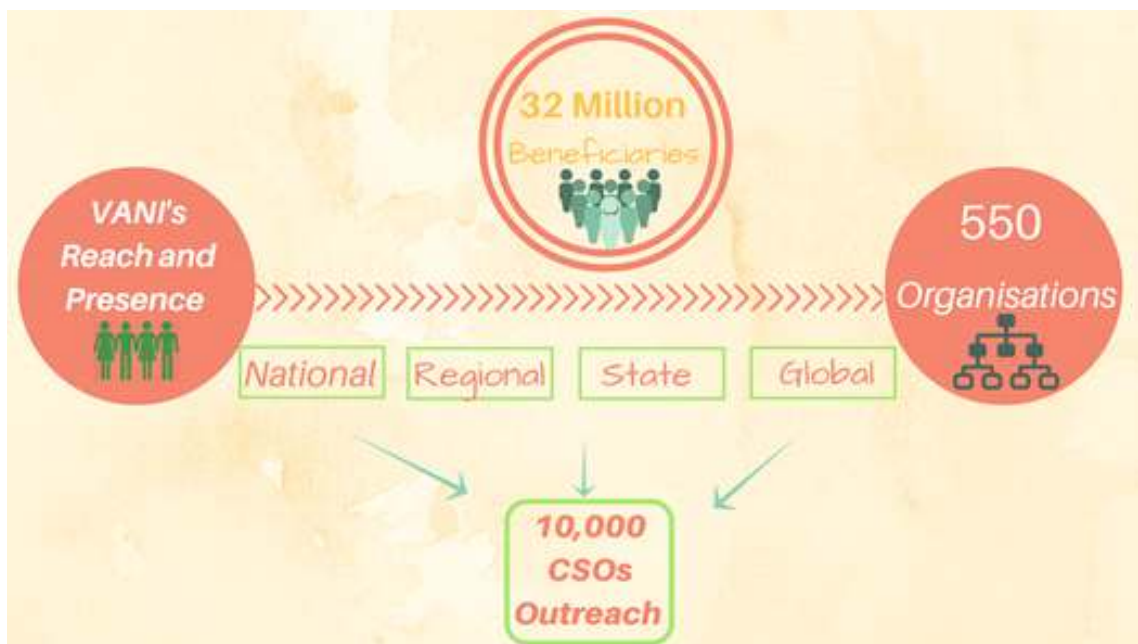 32 Million
Beneficiaries
VANI's
Reach and
Presence
550
Organisations
National
Regional
State
Global
10,000
CSOs
Outreach